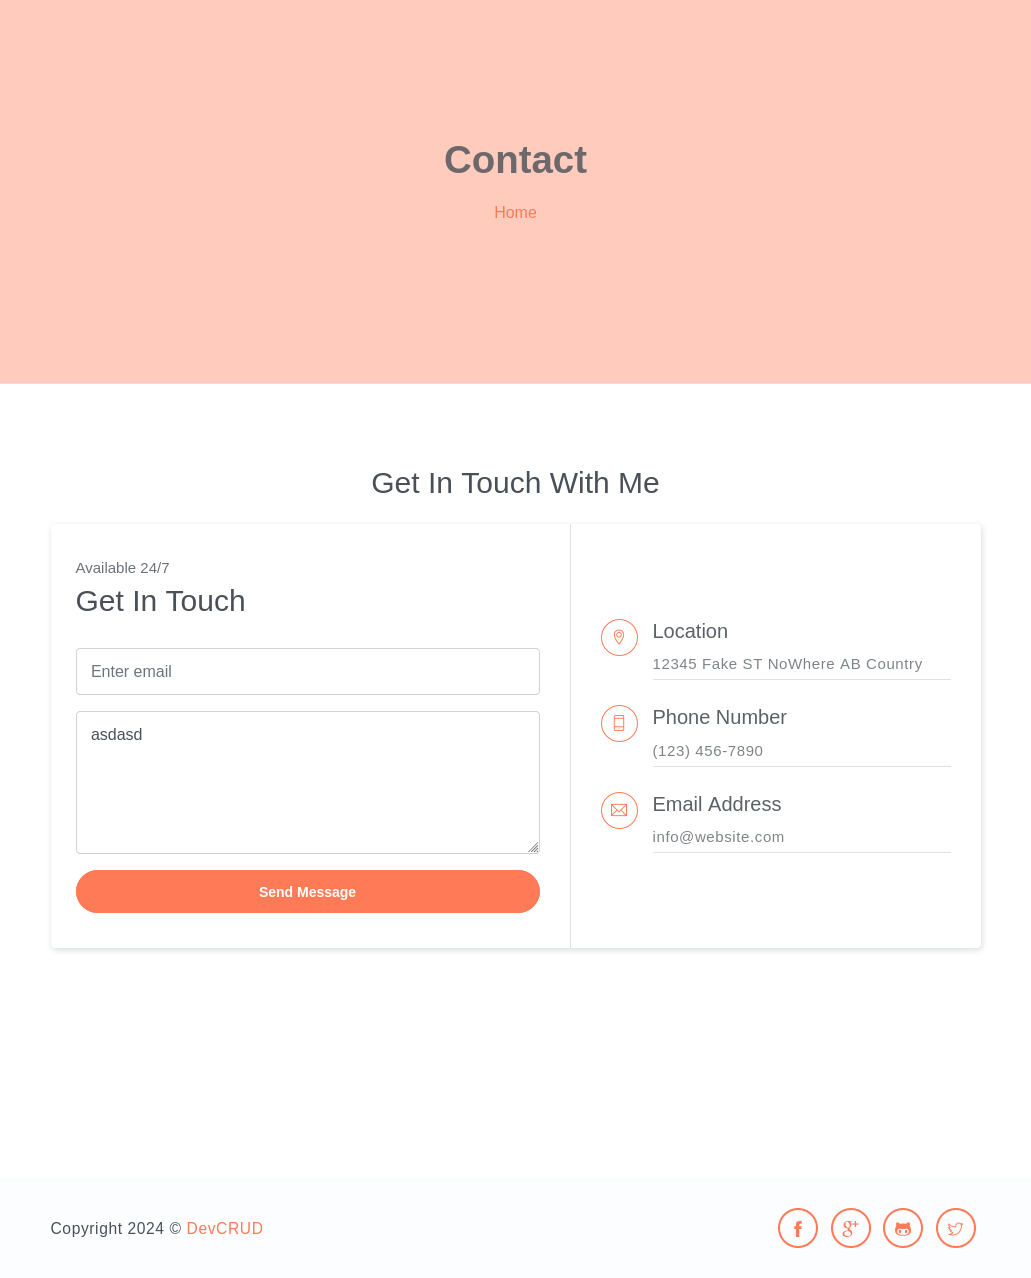 Contact
Home
Get In Touch With Me
Available 24/7
Get In Touch
Enter email
asdasd
Send Message
Location
12345 Fake ST NoWhere AB Country
Phone Number
(123) 456-7890
Email Address
info@website.com
Copyright 2024 © DevCRUD